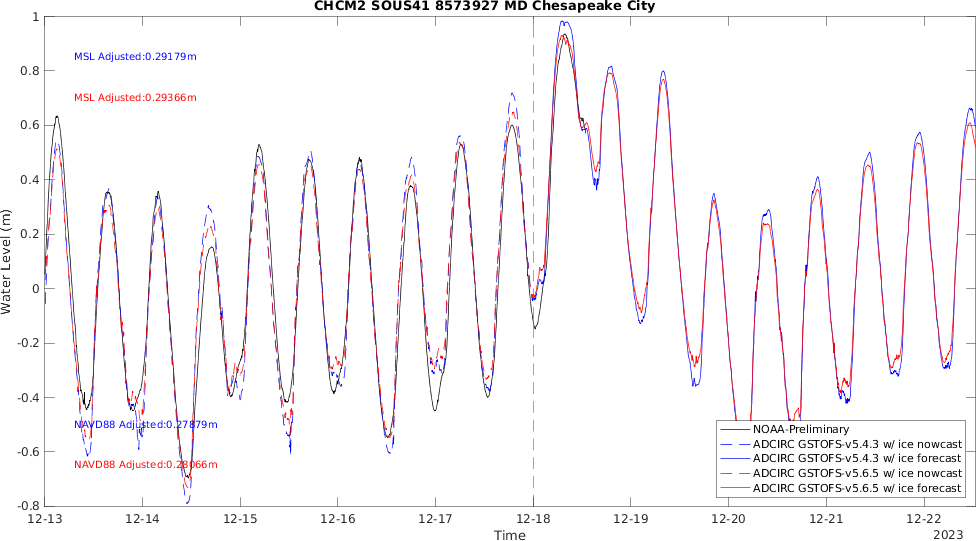 CHCM2 SOUS41 8573927 MD Chesapeake City
1
MSL Adjusted:0.29179m
0.8
MSL Adjusted:0.29366m
0.6
0.4
0.2
Water Level (m)
0
-0.2
-0.4
NAVD88 Adjusted:0.27879m
NOAA-Preliminary
ADCIRC GSTOFS-v5.4.3 w/ ice nowcast
-0.6
ADCIRC GSTOFS-v5.4.3 w/ ice forecast
NAVD88 Adjusted:0.28066m
ADCIRC GSTOFS-v5.6.5 w/ ice nowcast
ADCIRC GSTOFS-v5.6.5 w/ ice forecast
-0.8
12-13 12-14 12-15 12-16 12-17 12-18 12-19 12-20 12-21 12-22
Time
2023